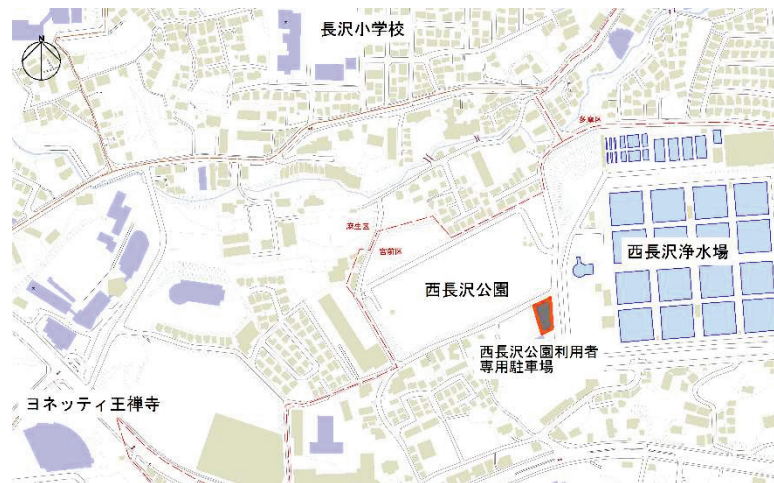 長沢小学校
N
多摩区
麻生区
宮前区
西長沢浄水場
西長沢公園
西長沢公園利用者
専用駐車場
ヨネッティ王禅寺